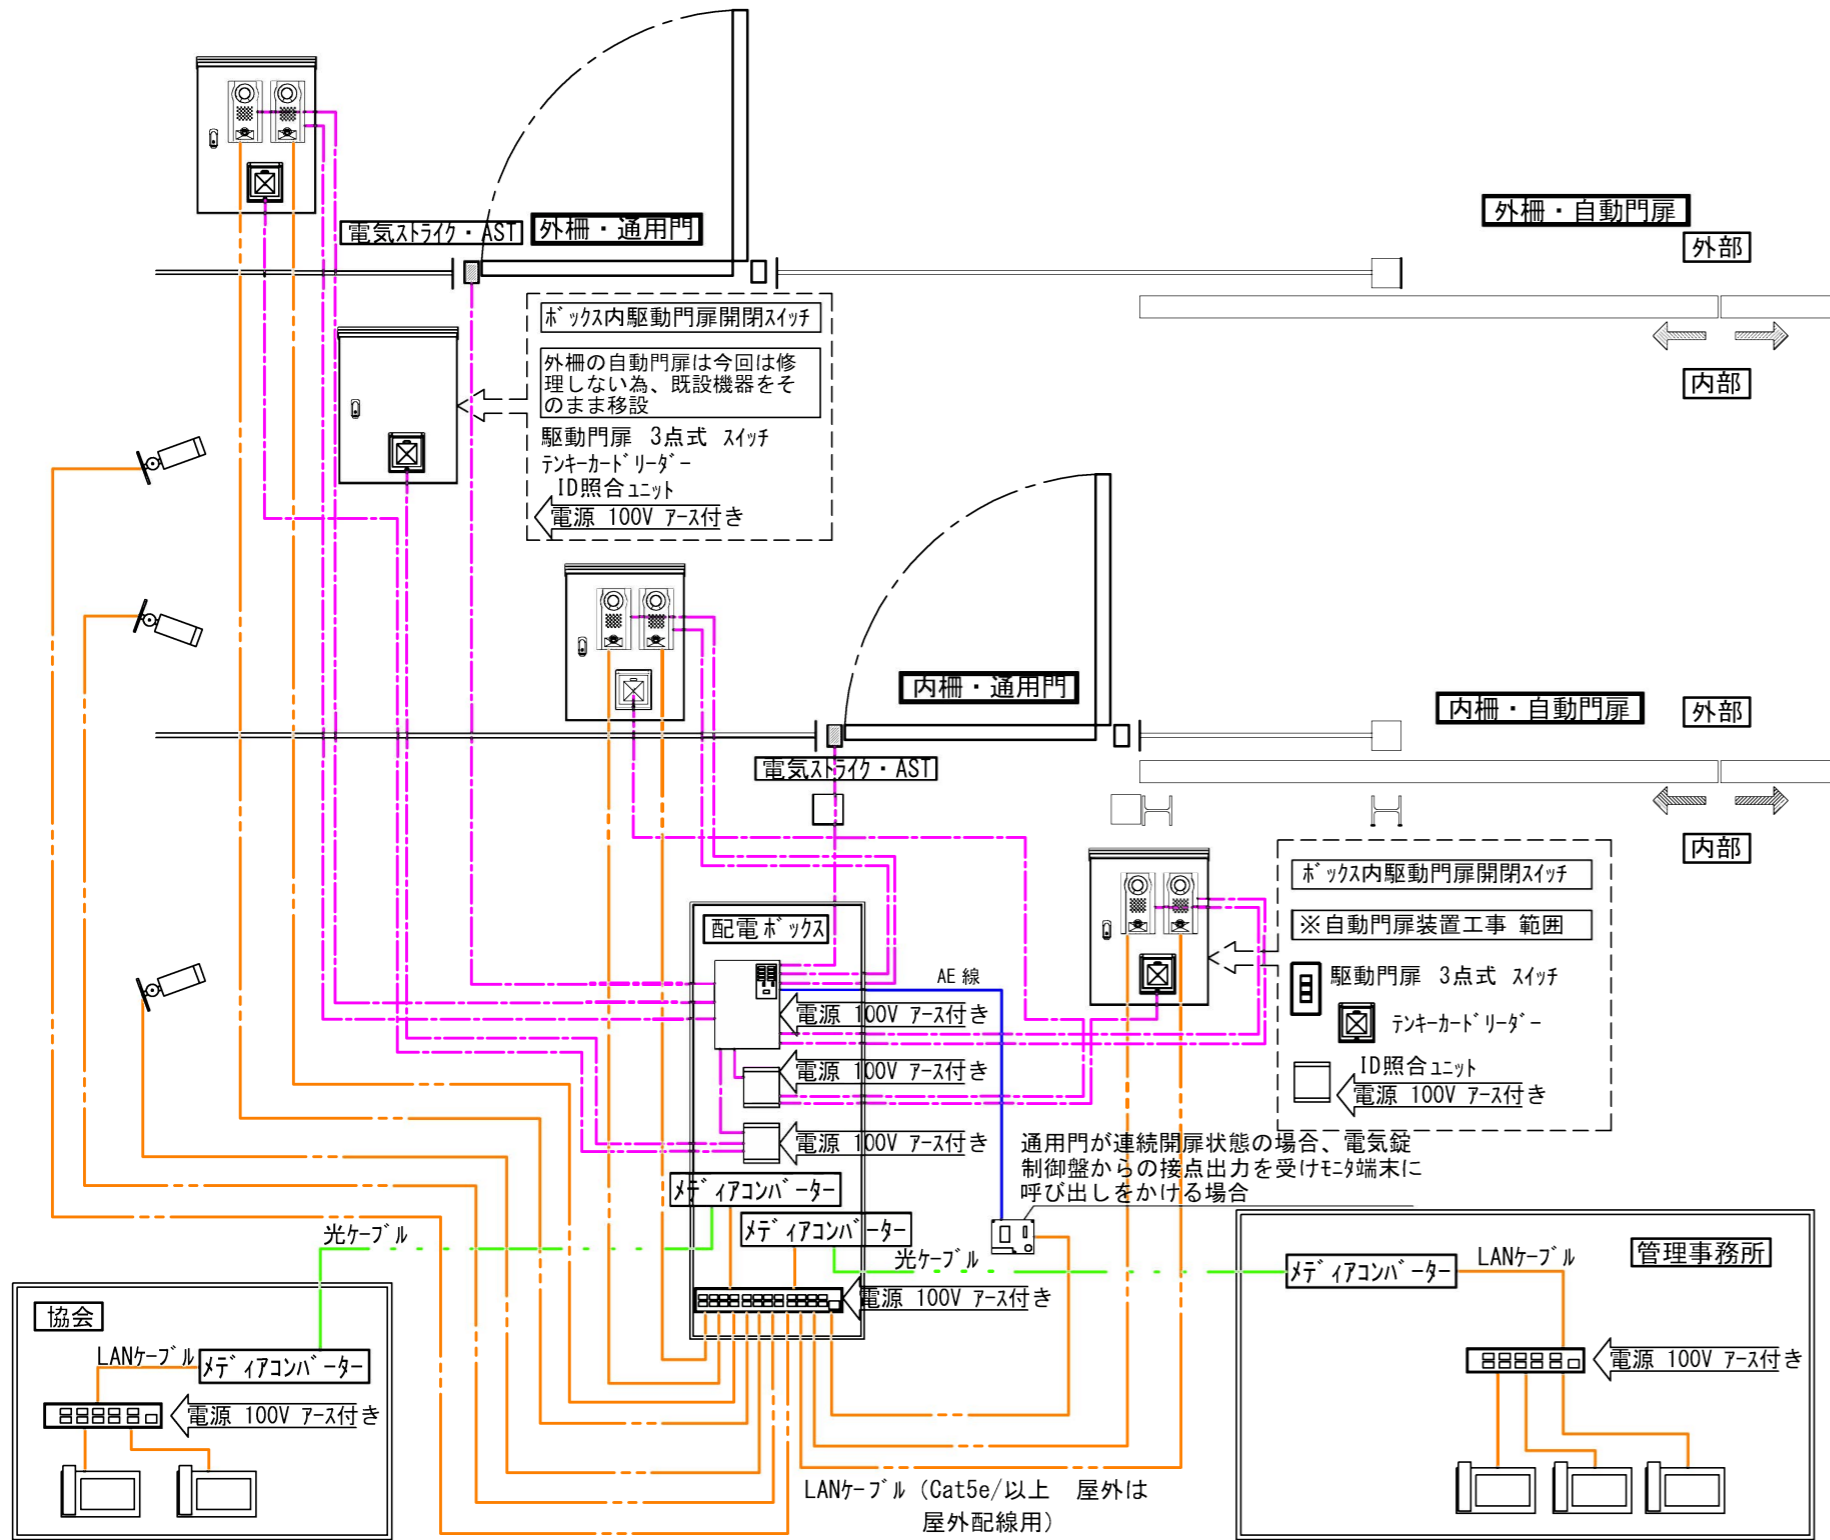 電気ストライク・AST
外柵・通用門
外柵・自動門扉
外部
ボックス内駆動門扉開閉スイッチ
外柵の自動門扉は今回は修
理しない為、既設機器をそ
のまま移設
駆動門扉 3点式 スイッチ
テンキーカードリーダー
ID照合ユニット
電源 100V アース付き
内部
内柵・通用門
内柵・自動門扉
外部
電気ストライク・AST
内部
ボックス内駆動門扉開閉スイッチ
※自動門扉装置工事 範囲
駆動門扉 3点式 スイッチ
テンキーカードリーダー
ID照合ユニット
電源 100V アース付き
配電ボックス
AE線
電源 100V アース付き
電源 100V アース付き
電源 100V アース付き
通用門が連続開扉状態の場合、電気錠
制御盤からの接点出力を受けモニタ端末に
呼び出しをかける場合
メディアコンバーター
メディアコンバーター
光ケーブル
光ケーブル
電源 100V アース付き
協会
LANケーブル
メディアコンバーター
電源 100V アース付き
メディアコンバーター
LANケーブル
管理事務所
電源 100V アース付き
LANケーブル(Cat5e/以上 屋外は
屋外配線用)